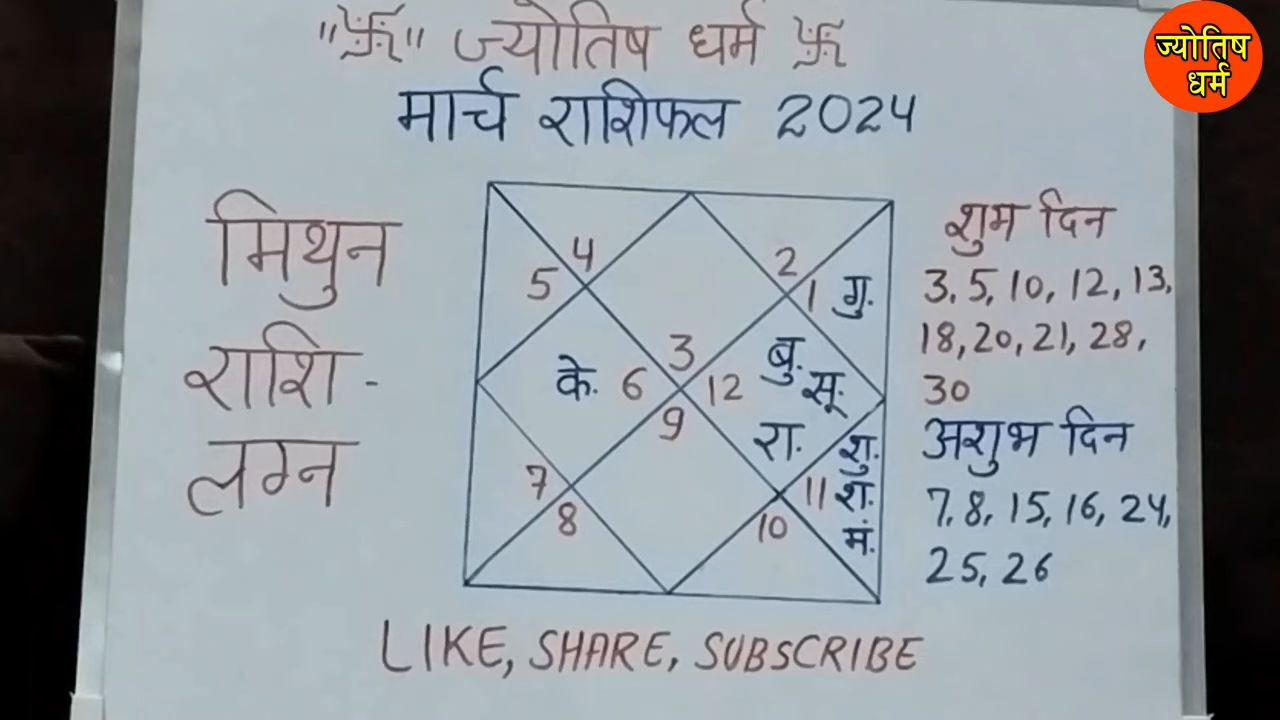 "卐" ज्योतिष धर्म 卐
ज्योतिष
धर्म
मार्च राशिफल 2024
मिथुन
राशि -
लग्न
4
5
2
1 गु.
3
के. 6
12 बु. सू. रा.
9
7
8
10
11 शु. श. मं.
शुभ दिन
3, 5, 10, 12, 13,
18, 20, 21, 28,
30
अशुभ दिन
7, 8, 15, 16, 24,
25, 26
LIKE, SHARE, SUBSCRIBE